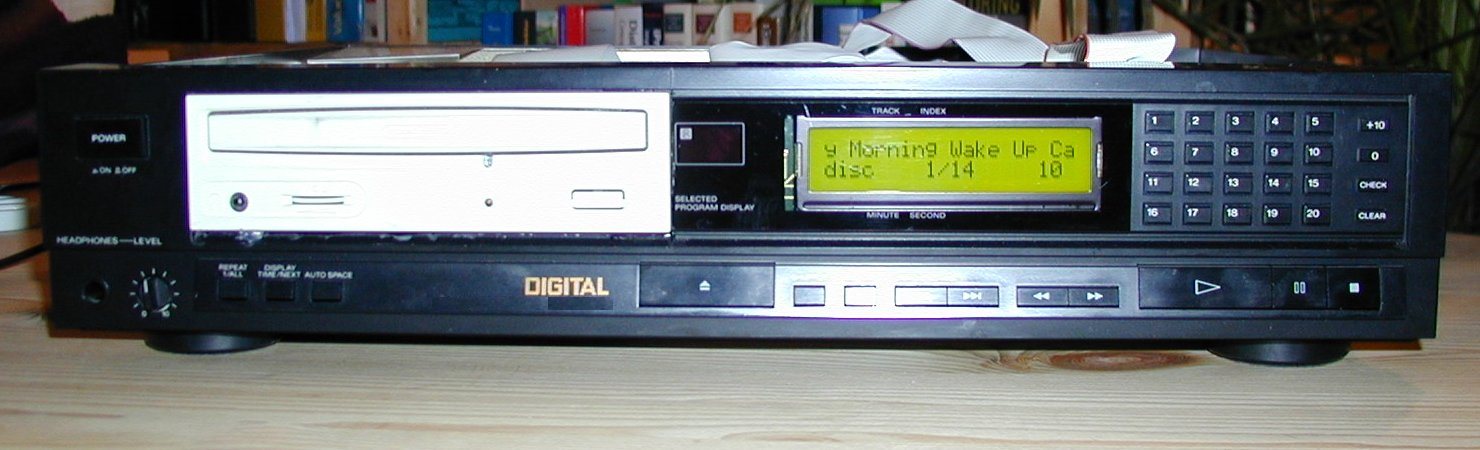 POWER
ON OFF
HEADPHONES LEVEL
REPEAT
1/ALL
DISPLAY
TIME/NEXT
AUTO SPACE
DIGITAL
SELECTED
PROGRAM DISPLAY
TRACK INDEX
y Morning Wake Up Ca
disc 1/14 10
MINUTE SECOND
1 2 3 4 5 +10
6 7 8 9 10 0
11 12 13 14 15 CHECK
16 17 18 19 20 CLEAR